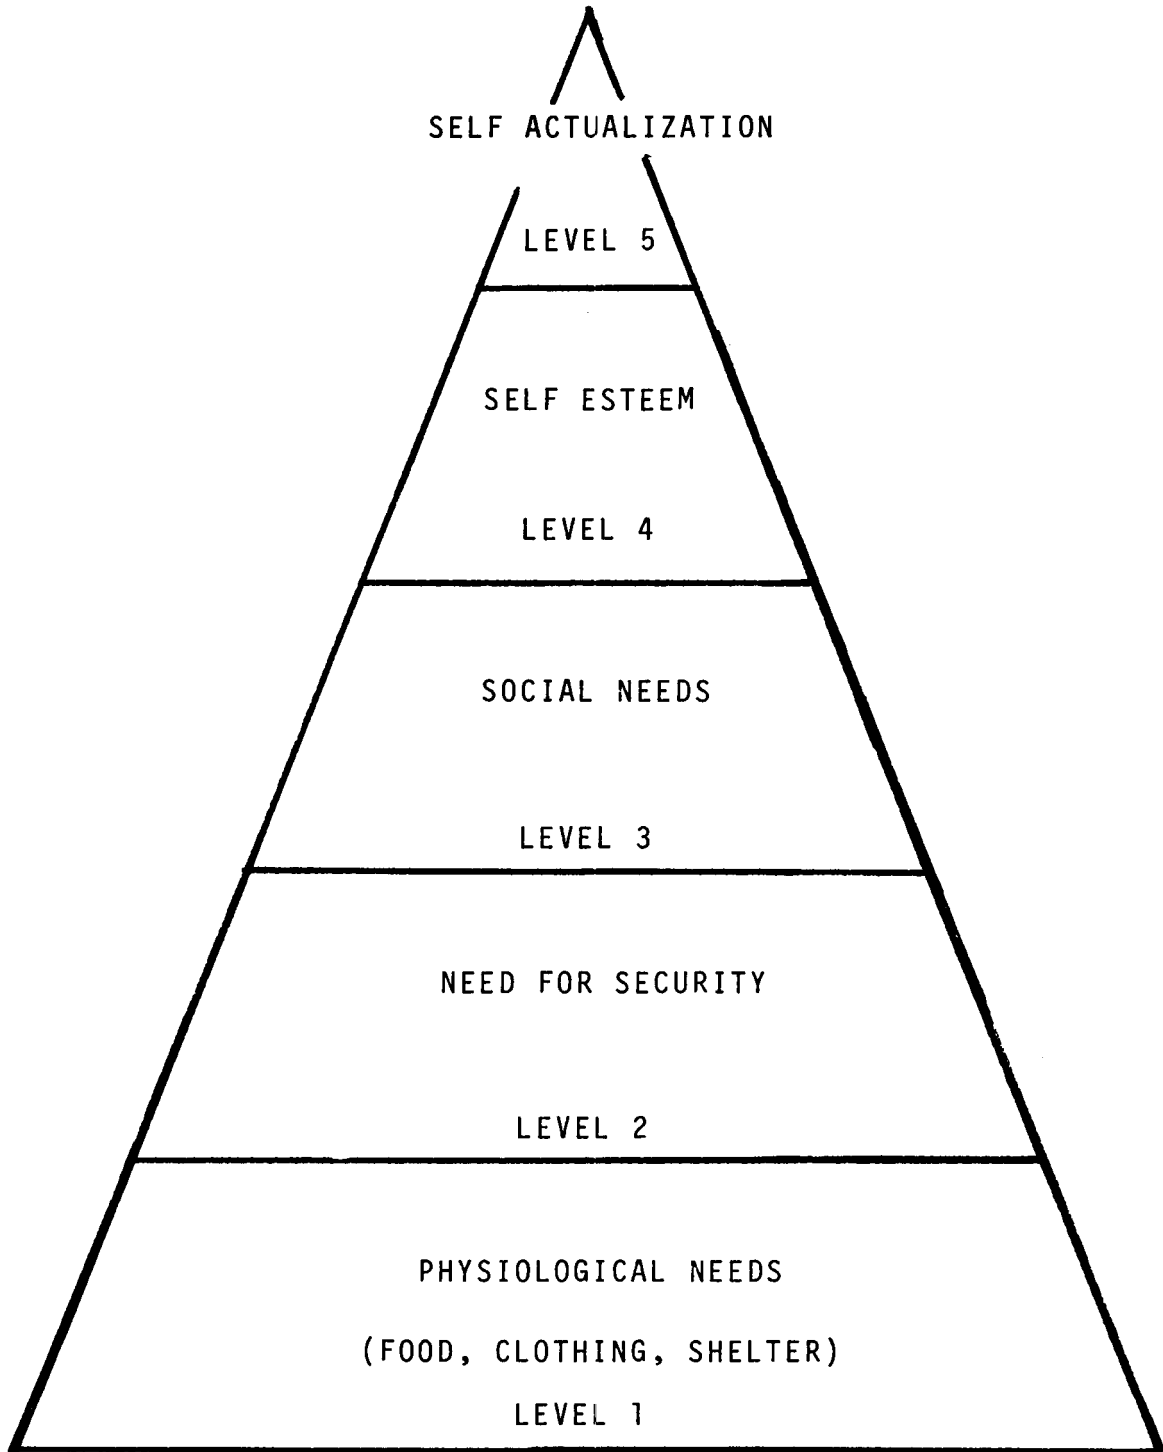 SELF ACTUALIZATION
LEVEL 5
SELF ESTEEM
LEVEL 4
SOCIAL NEEDS
LEVEL 3
NEED FOR SECURITY
LEVEL 2
PHYSIOLOGICAL NEEDS
(FOOD, CLOTHING, SHELTER)
LEVEL 1